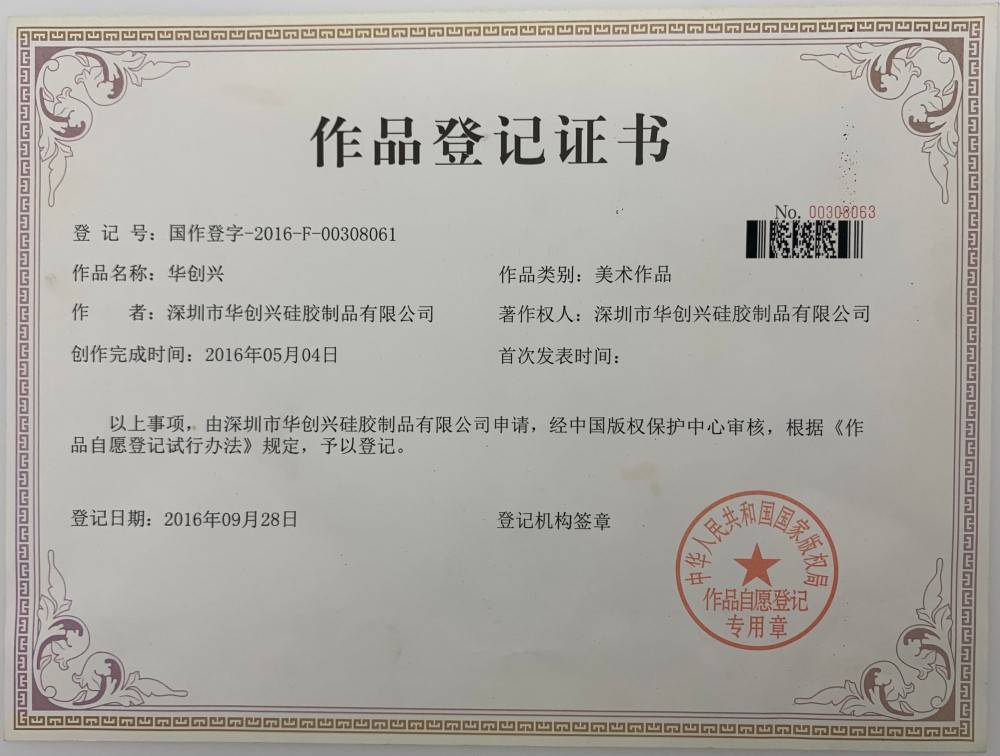 作品登记证书
No. 00308063
登 记 号：国作登字-2016-F-00308061
作品名称：华创兴
作品类别：美术作品
作 者：深圳市华创兴硅胶制品有限公司
著作权人：深圳市华创兴硅胶制品有限公司
创作完成时间：2016年05月04日
首次发表时间：
以上事项，由深圳市华创兴硅胶制品有限公司申请，经中国版权保护中心审核，根据《作
品自愿登记试行办法》规定，予以登记。
登记日期：2016年09月28日
登记机构签章
中华人民共和国国家版权局
作品自愿登记
专用章